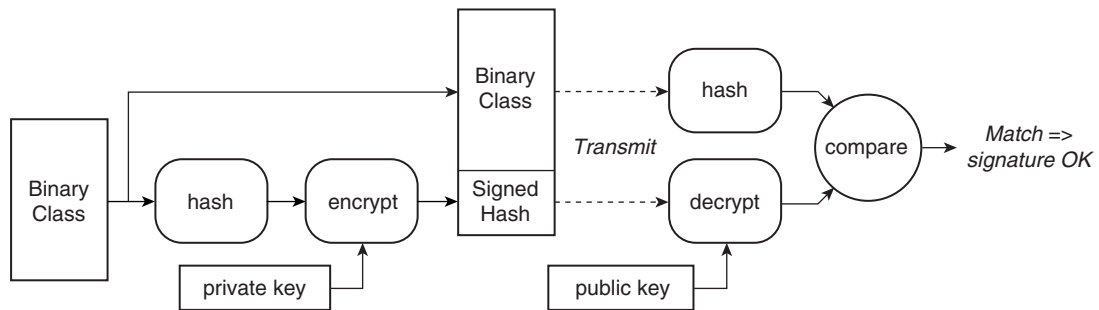 Binary
Class
hash
encrypt
private key
Binary
Class
Signed
Hash
Transmit
hash
decrypt
public key
compare
Match =>
signature OK